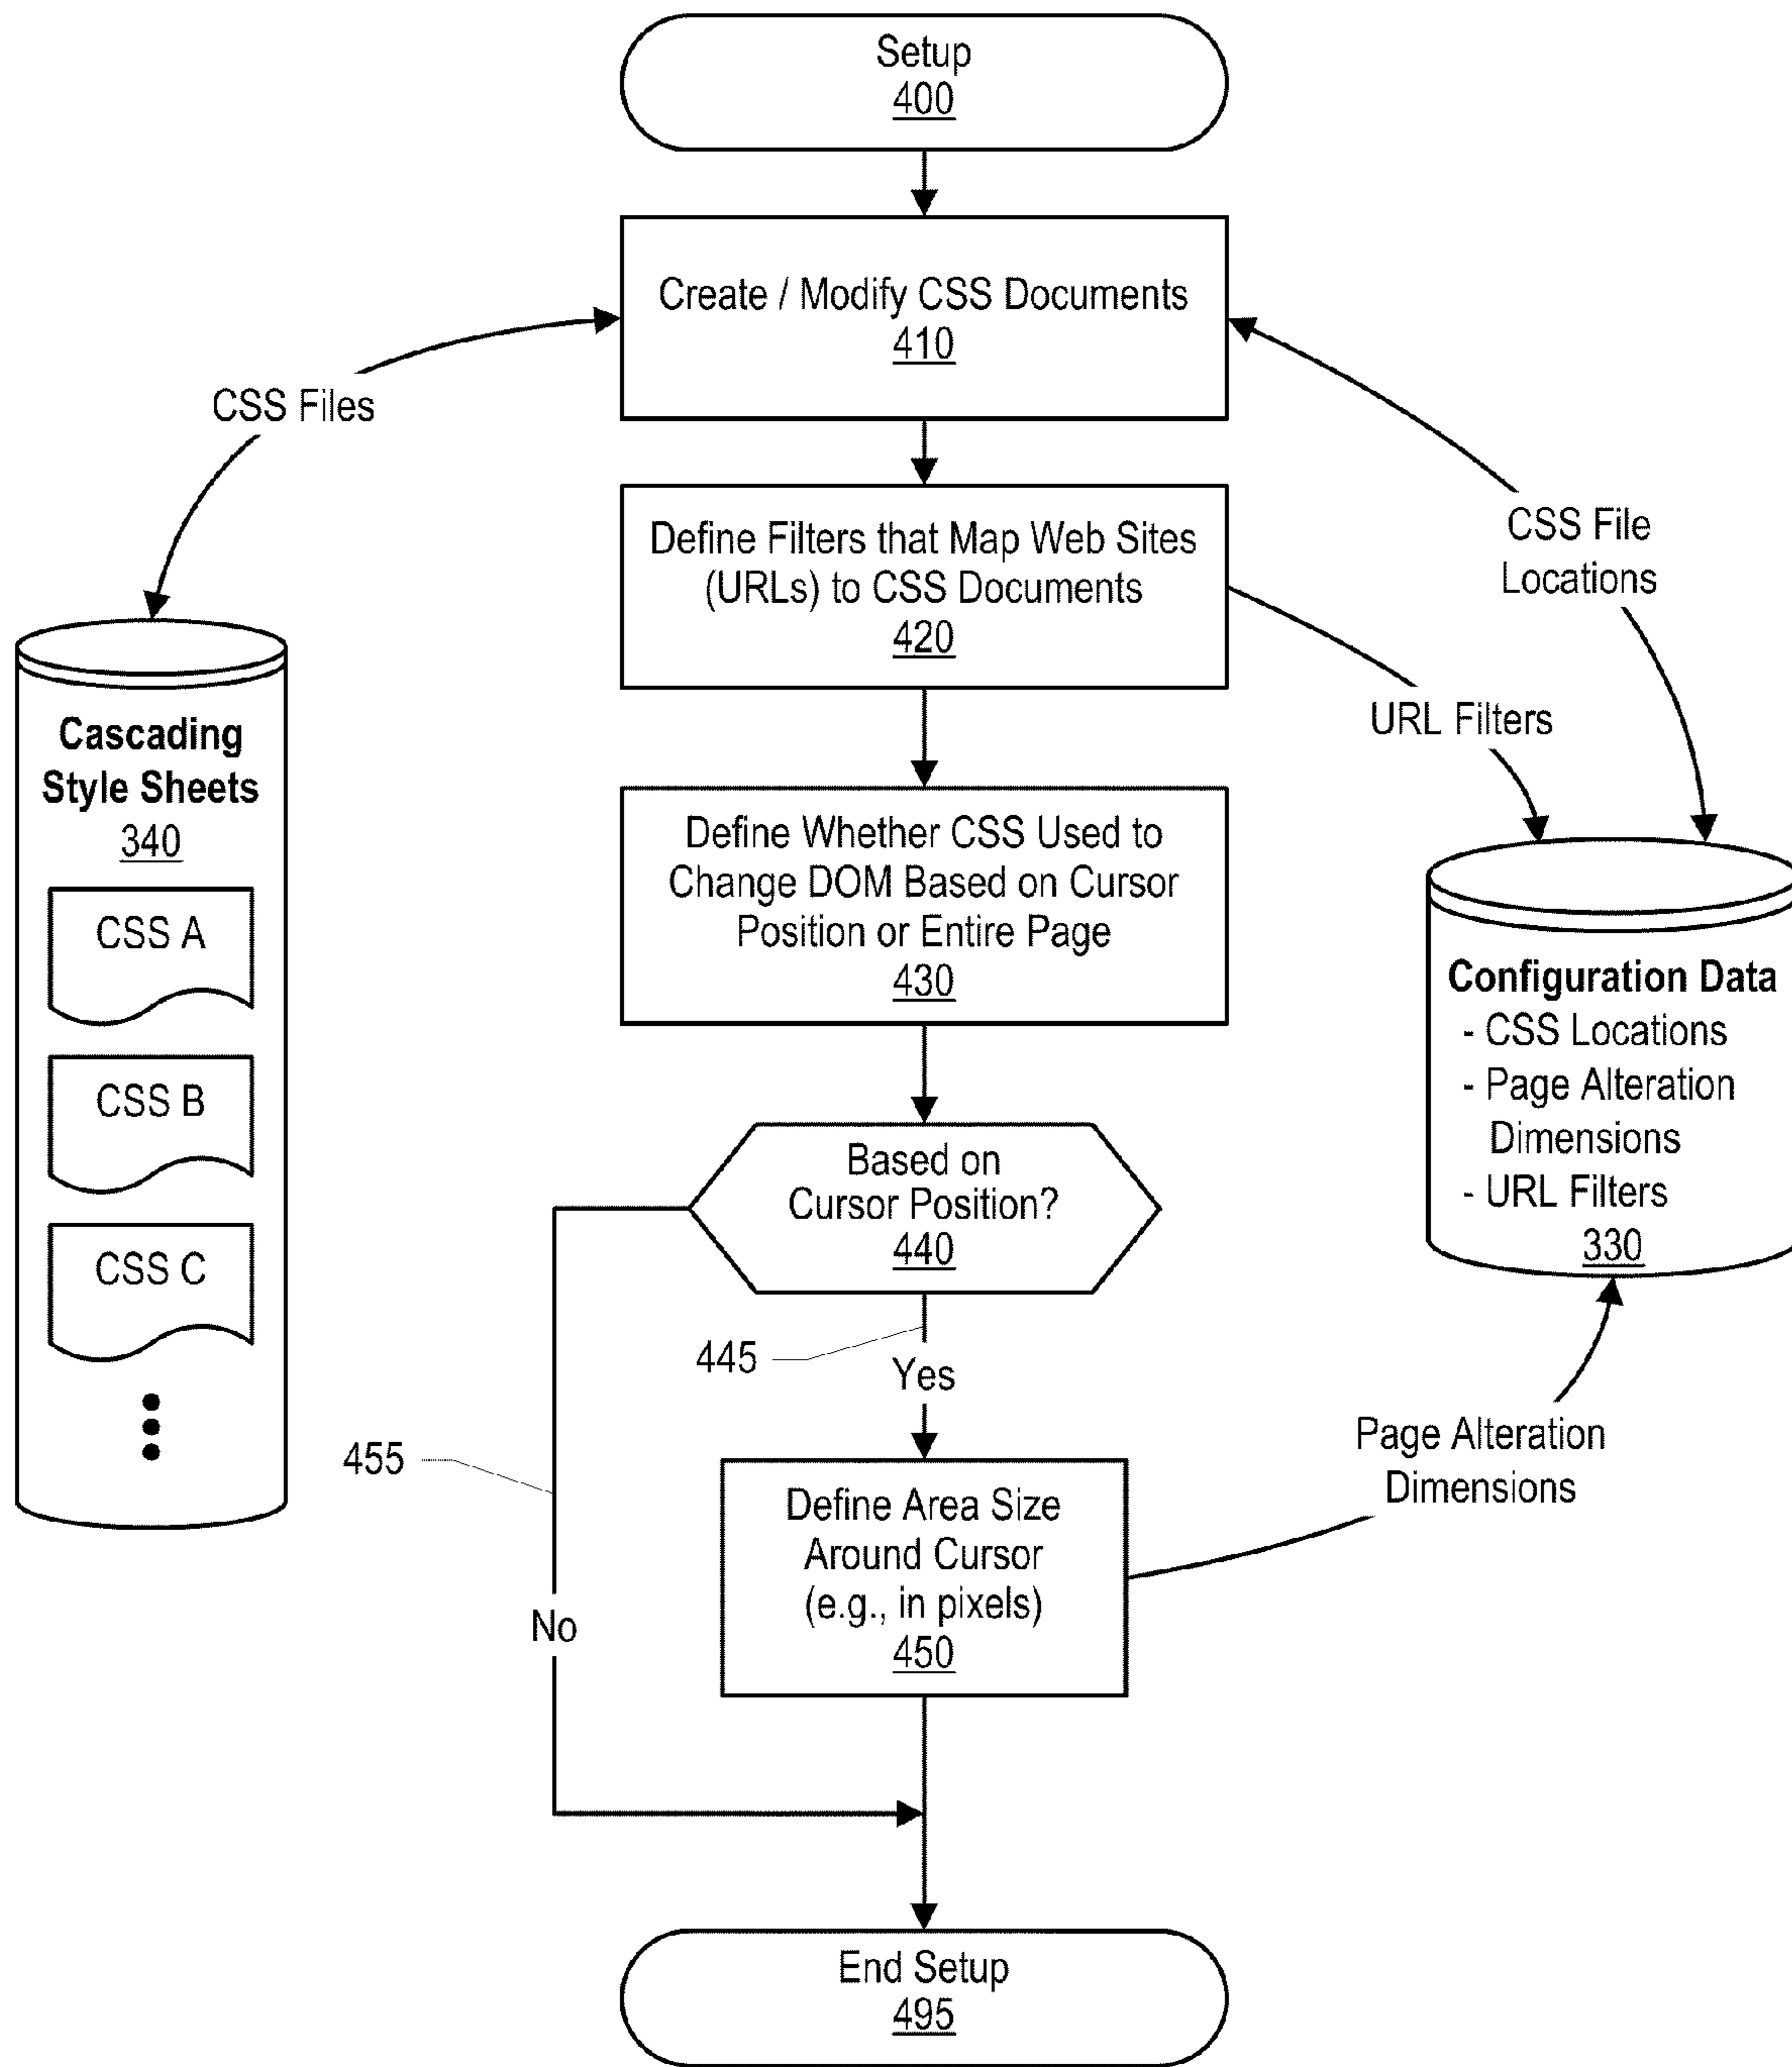 Setup
400
Create / Modify CSS Documents
410
CSS Files
Define Filters that Map Web Sites
(URLs) to CSS Documents
420
CSS File
Locations
URL Filters
Cascading
Style Sheets
340
CSS A
CSS B
CSS C
Define Whether CSS Used to
Change DOM Based on Cursor
Position or Entire Page
430
Configuration Data
- CSS Locations
- Page Alteration
Dimensions
- URL Filters
330
Based on
Cursor Position?
440
445
Yes
455
No
Define Area Size
Around Cursor
(e.g., in pixels)
450
Page Alteration
Dimensions
End Setup
495